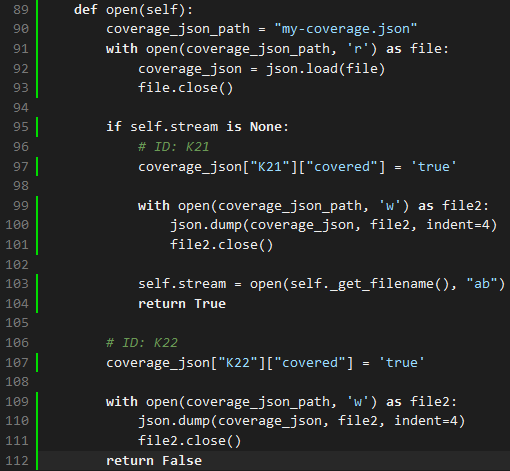 89 def open(self):
90 coverage_json_path = "my-coverage.json"
91 with open(coverage_json_path, 'r') as file:
92 coverage_json = json.load(file)
93 file.close()
94
95 if self.stream is None:
96 # ID: K21
97 coverage_json["K21"]["covered"] = 'true'
98
99 with open(coverage_json_path, 'w') as file2:
100 json.dump(coverage_json, file2, indent=4)
101 file2.close()
102
103 self.stream = open(self._get_filename(), "ab")
104 return True
105
106 # ID: K22
107 coverage_json["K22"]["covered"] = 'true'
108
109 with open(coverage_json_path, 'w') as file2:
110 json.dump(coverage_json, file2, indent=4)
111 file2.close()
112 return False